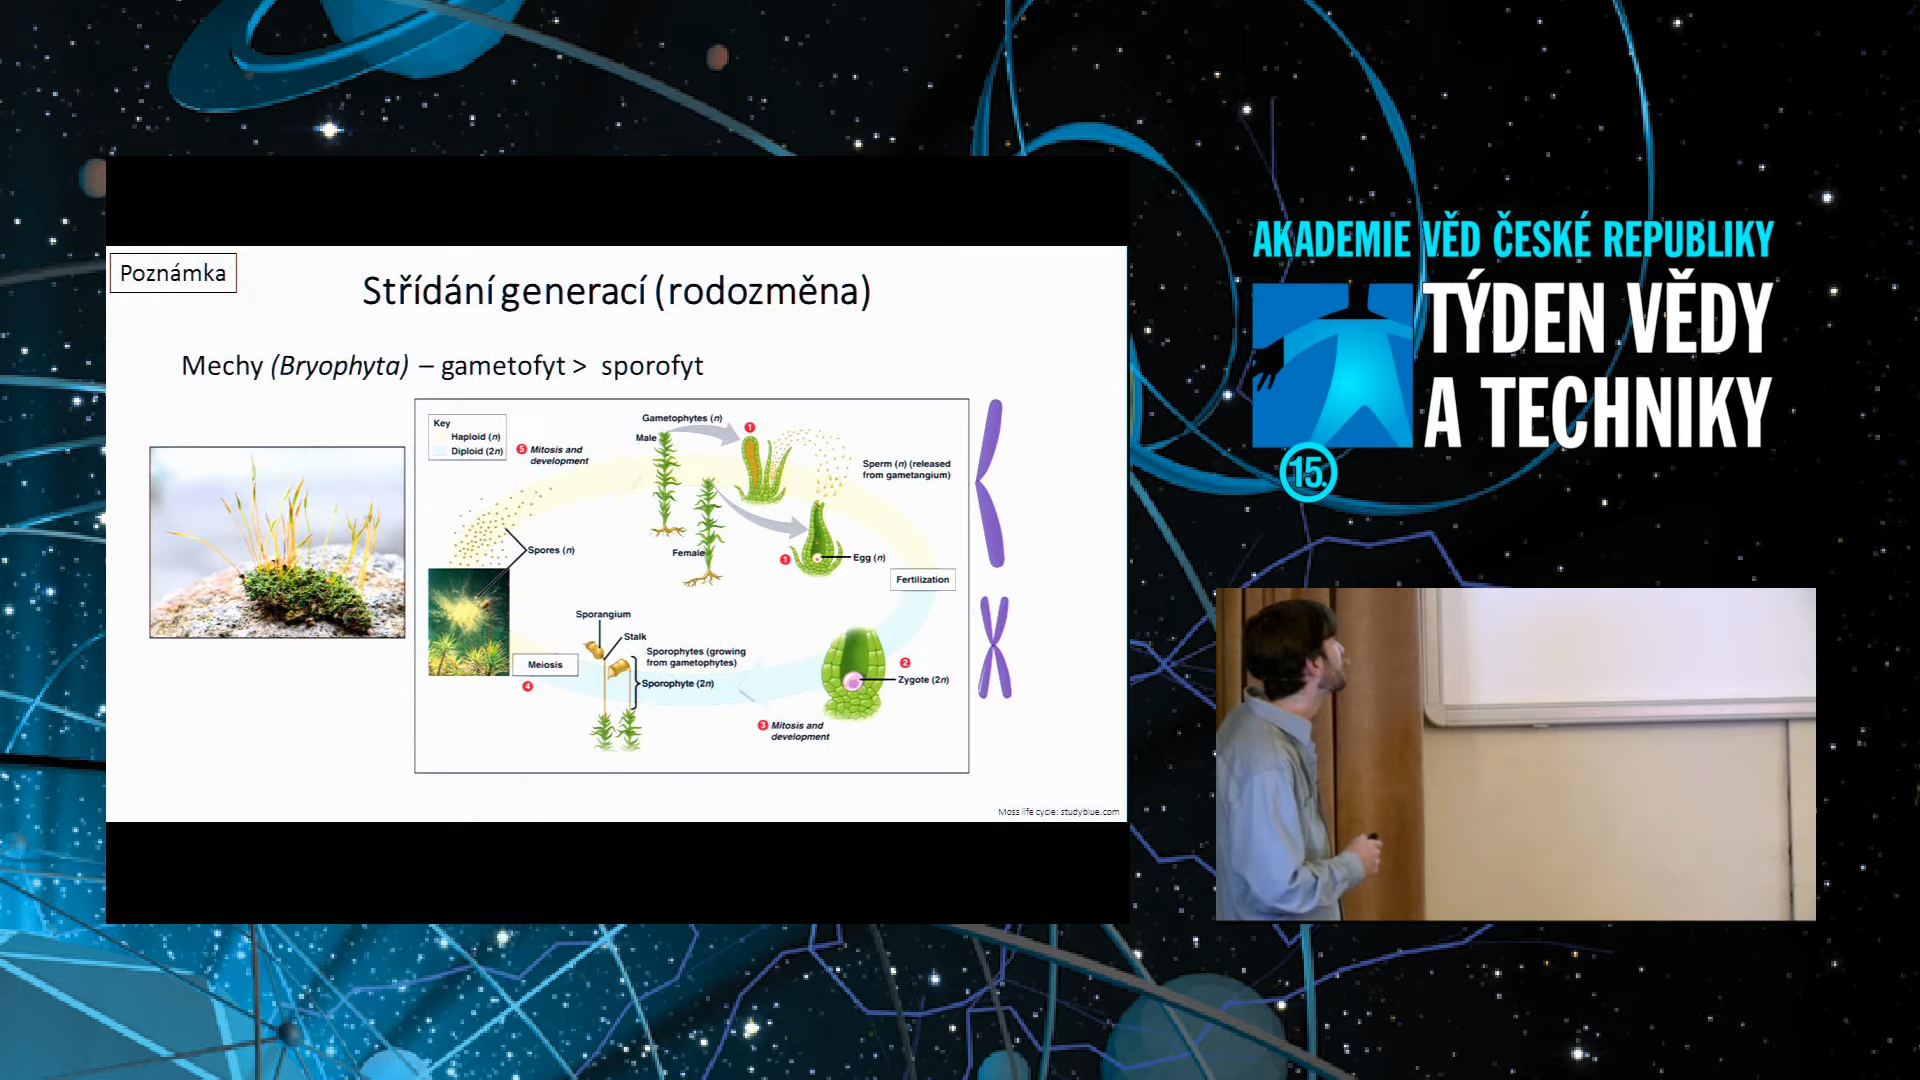 Poznámka
Střídání generací (rodozměna)
Mechy (Bryophyta) – gametofyt > sporofyt
Key
Haploid (n)
Diploid (2n)
5 Mitosis and
development
Gametophytes (n)
Male
1
Sperm (n) (released
from gametangium)
Spores (n)
Female
1
Egg (n)
Fertilization
Sporangium
Stalk
Sporophytes (growing
from gametophytes)
Sporophyte (2n)
Meiosis
4
2
Zygote (2n)
3 Mitosis and
development
Moss life cycle: studyblue.com
AKADEMIE VĚD ČESKÉ REPUBLIKY
TÝDEN VĚDY
A TECHNIKY
15.